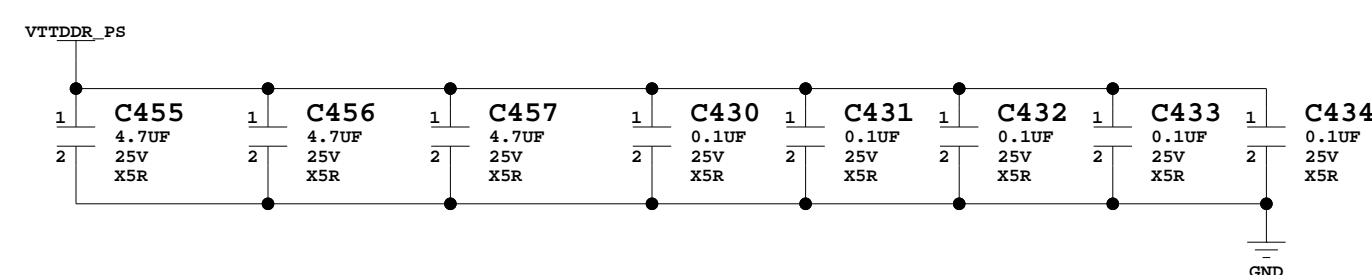 VTTDDR_PS
1 C455 1 C456 1 C457 1 C430 1 C431 1 C432 1 C433 1 C434
4.7UF 4.7UF 4.7UF 0.1UF 0.1UF 0.1UF 0.1UF 0.1UF
2 25V 2 25V 2 25V 2 25V 2 25V 2 25V 2 25V 2 25V
X5R X5R X5R X5R X5R X5R X5R X5R
GND